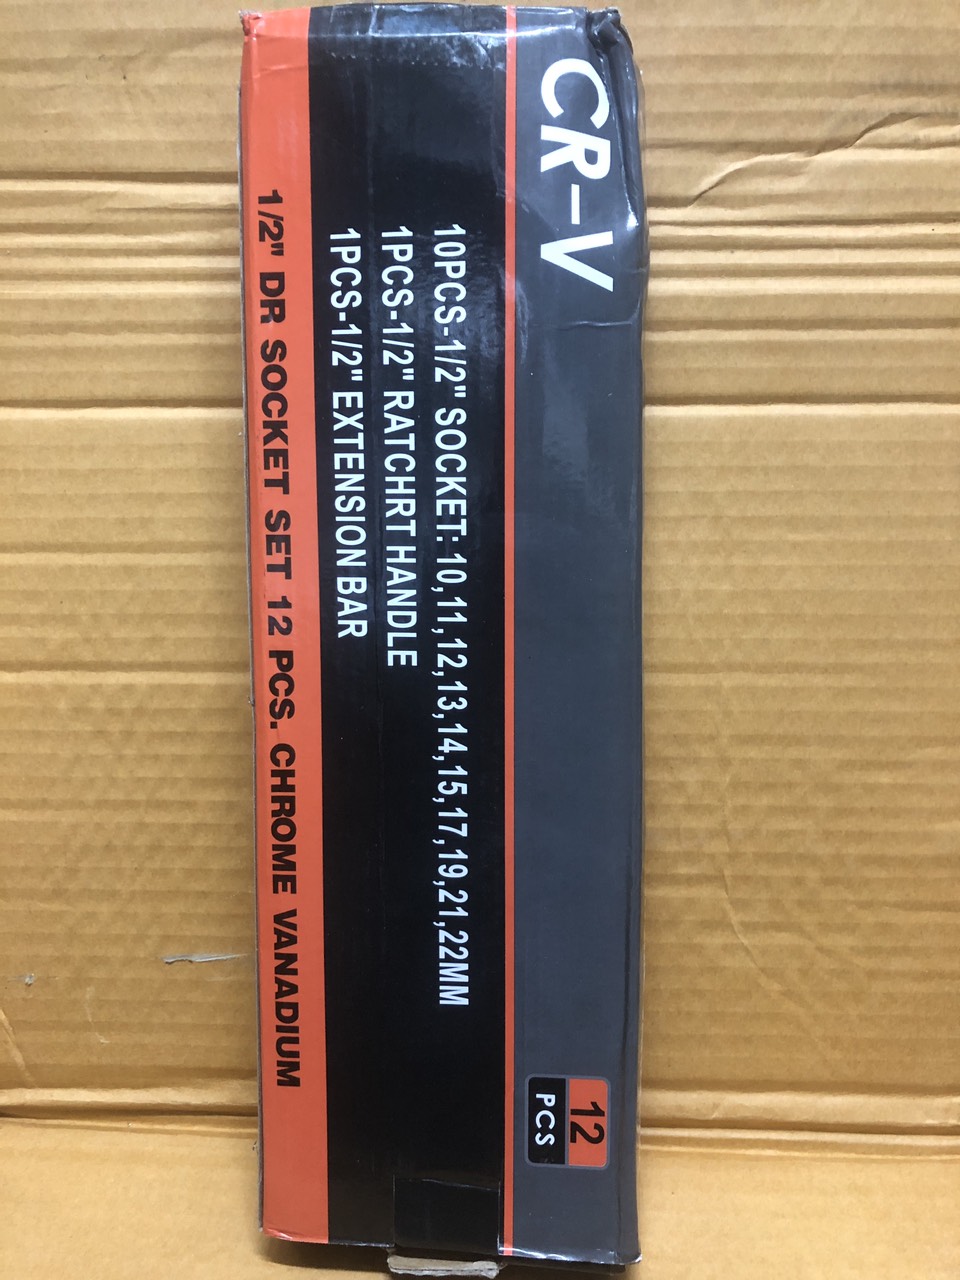 CR-V
10PCS-1/2" SOCKET: 10,11,12,13,14,15,17,19,21,22MM
1PCS-1/2" RATCHRT HANDLE
1PCS-1/2" EXTENSION BAR
1/2" DR SOCKET SET 12 PCS. CHROME VANADIUM
12
PCS